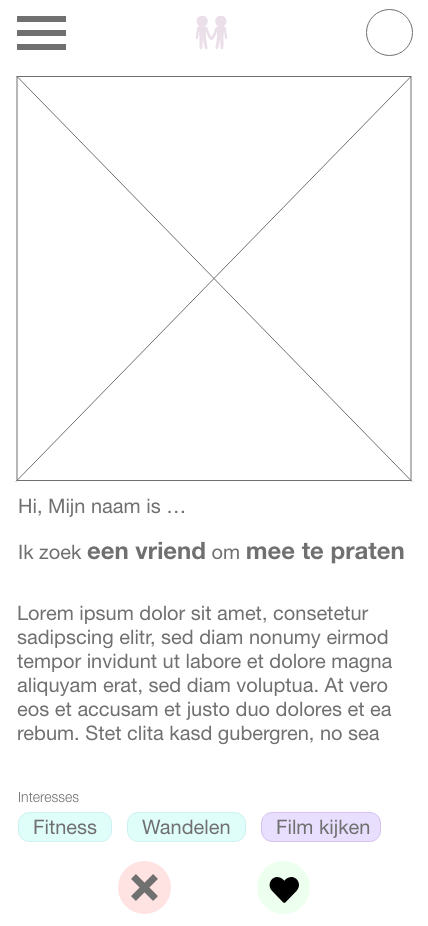 Hi, Mijn naam is ...
Ik zoek een vriend om mee te praten
Lorem ipsum dolor sit amet, consetetur
sadipscing elitr, sed diam nonumy eirmod
tempor invidunt ut labore et dolore magna
aliquyam erat, sed diam voluptua. At vero
eos et accusam et justo duo dolores et ea
rebum. Stet clita kasd gubergren, no sea
Interesses
Fitness Wandelen Film kijken